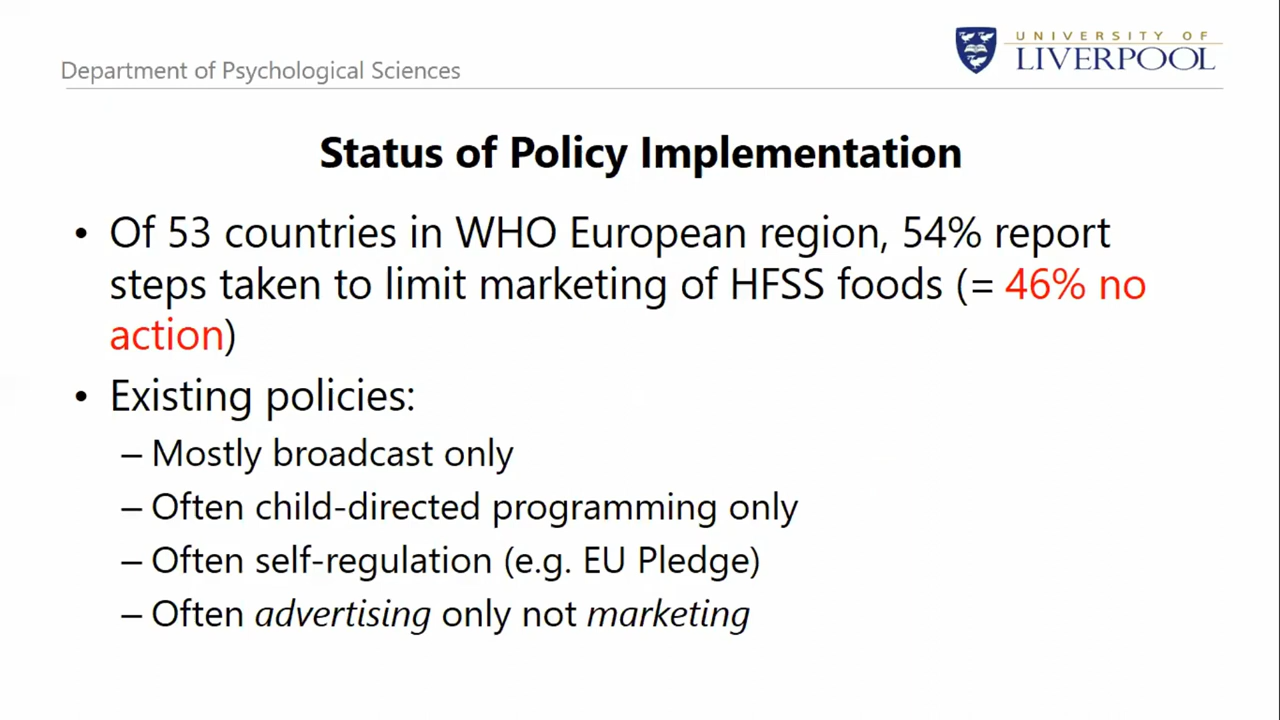 Department of Psychological Sciences
UNIVERSITY OF
LIVERPOOL
Status of Policy Implementation
• Of 53 countries in WHO European region, 54% report
steps taken to limit marketing of HFSS foods (= 46% no
action)
• Existing policies:
– Mostly broadcast only
– Often child-directed programming only
– Often self-regulation (e.g. EU Pledge)
– Often advertising only not marketing